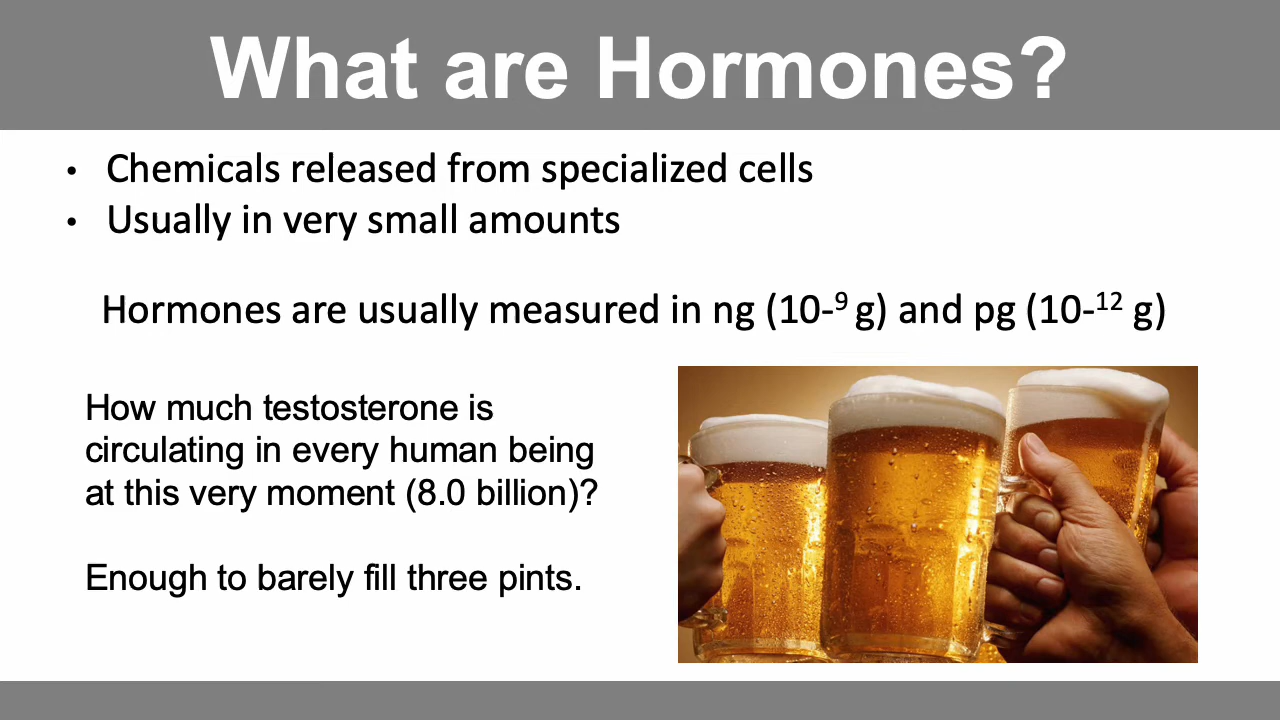 What are Hormones?
• Chemicals released from specialized cells
• Usually in very small amounts
Hormones are usually measured in ng (10-⁹ g) and pg (10-¹² g)
How much testosterone is
circulating in every human being
at this very moment (8.0 billion)?
Enough to barely fill three pints.